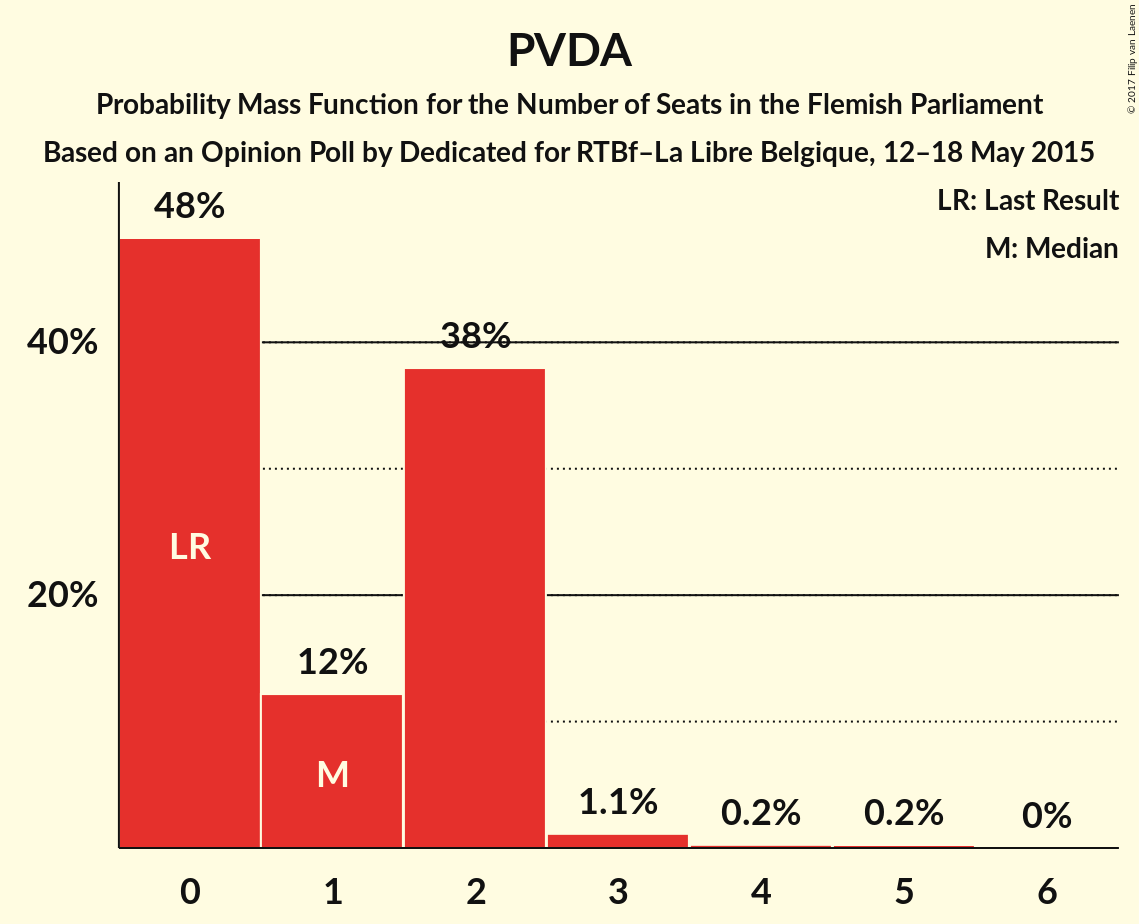 PVDA
Probability Mass Function for the Number of Seats in the Flemish Parliament
Based on an Opinion Poll by Dedicated for RTBf–La Libre Belgique, 12–18 May 2015
© 2017 Filip van Laenen
LR: Last Result
M: Median
48%
40%
38%
LR
20%
12%
M
1.1%
0.2%
0.2%
0%
0 1 2 3 4 5 6